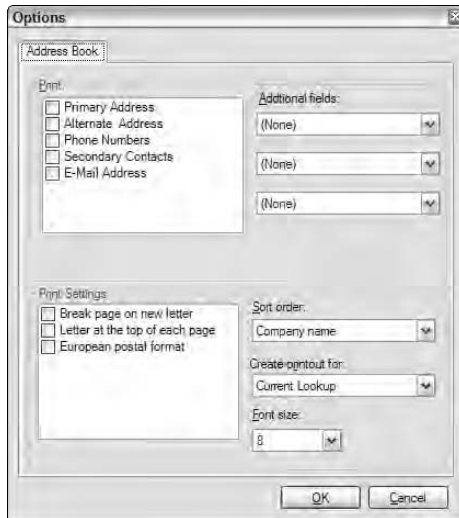 Options
Address Book
Print
Primary Address
Alternate Address
Phone Numbers
Secondary Contacts
E-Mail Address
Addtional fields:
(None)
(None)
(None)
Print Settings
Break page on new letter
Letter at the top of each page
European postal format
Sort order:
Company name
Create printout for:
Current Lookup
Font size:
8
OK
Cancel